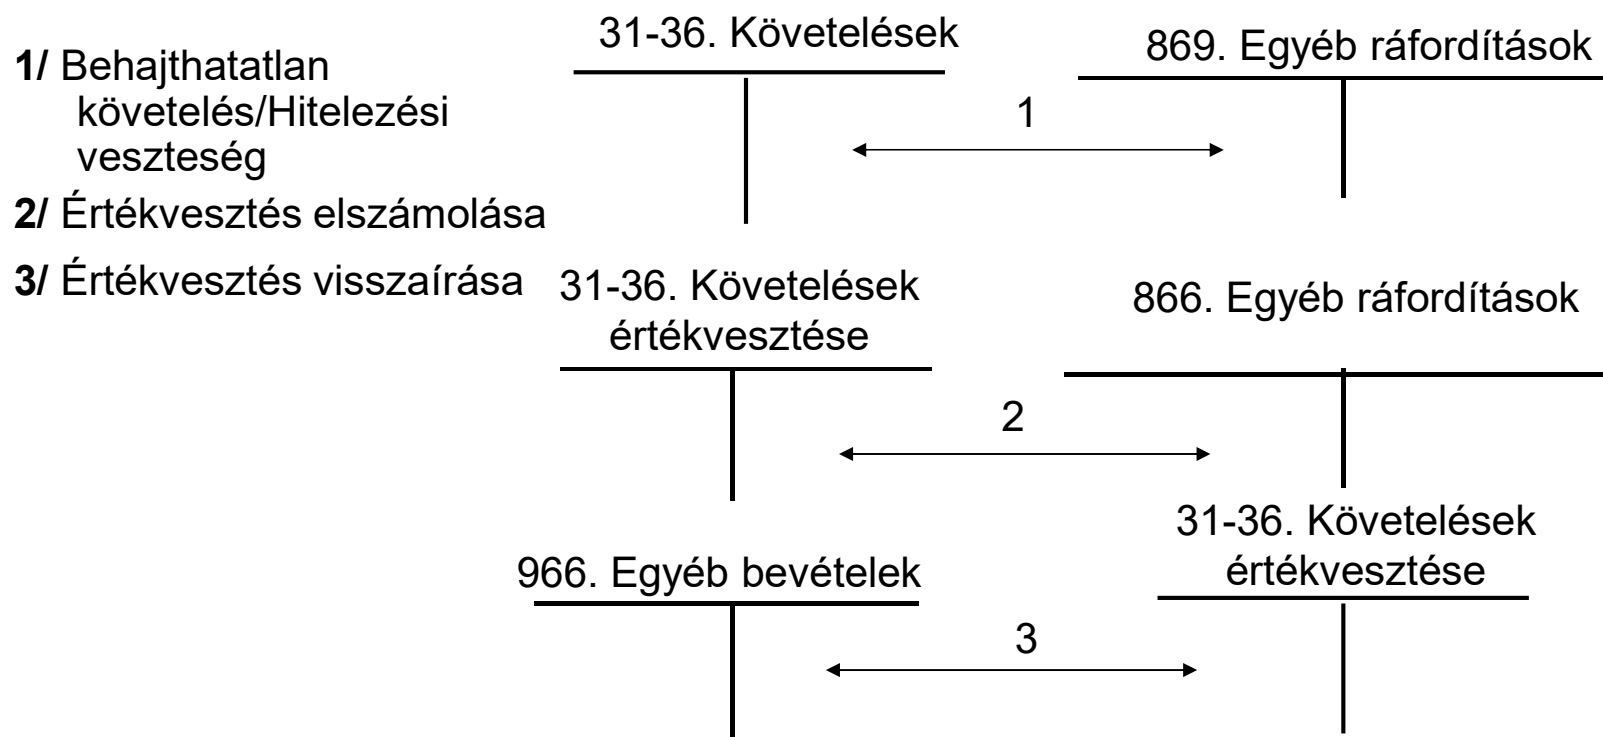 1/ Behajthatatlan
követelés/Hitelezési
veszteség
2/ Értékvesztés elszámolása
3/ Értékvesztés visszaírása
31-36. Követelések
869. Egyéb ráfordítások
1
31-36. Követelések
értékvesztése
866. Egyéb ráfordítások
2
966. Egyéb bevételek
31-36. Követelések
értékvesztése
3